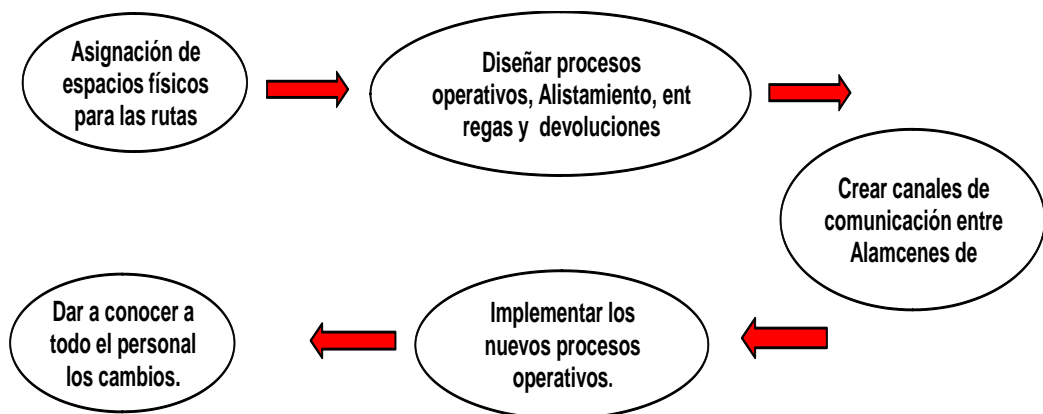 Asignación de
espacios físicos
para las rutas
Diseñar procesos
operativos, Alistamiento, ent
regas y devoluciones
Crear canales de
comunicación entre
Alamcenes de
Implementar los
nuevos procesos
operativos.
Dar a conocer a
todo el personal
los cambios.